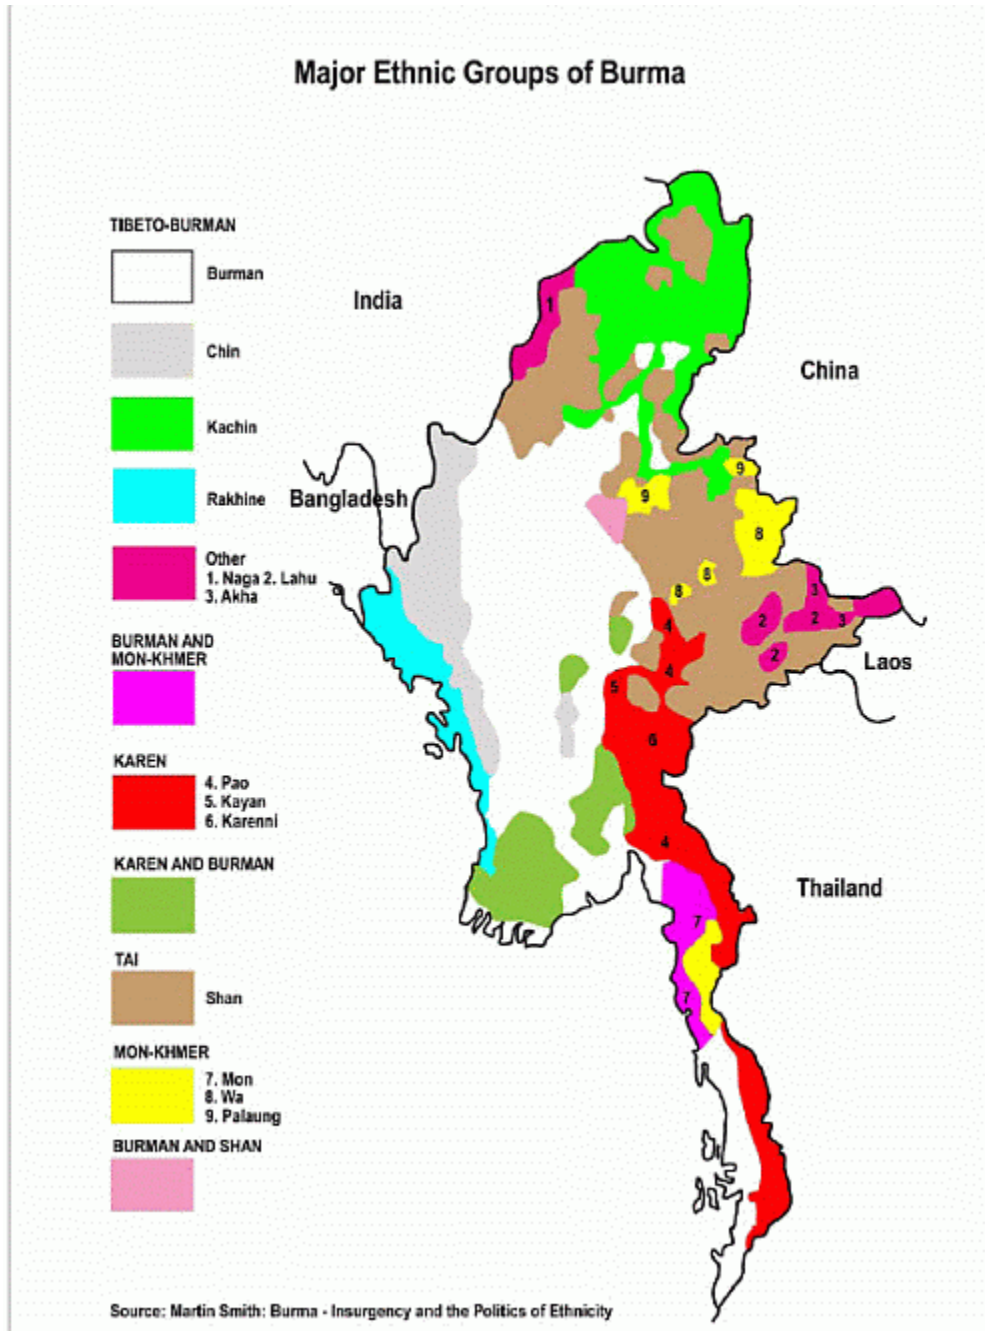 Major Ethnic Groups of Burma
TIBETO-BURMAN
Burman
Chin
Kachin
Rakhine
Other
1. Naga 2. Lahu
3. Akha
BURMAN AND
MON-KHMER
KAREN
4. Pao
5. Kayan
6. Karenni
KAREN AND BURMAN
TAI
Shan
MON-KHMER
7. Mon
8. Wa
9. Palaung
BURMAN AND SHAN
India
China
Bangladesh
Laos
Thailand
1
9
9
8
8
8
3
2
2
3
2
4
4
5
6
4
7
7
Source: Martin Smith: Burma - Insurgency and the Politics of Ethnicity